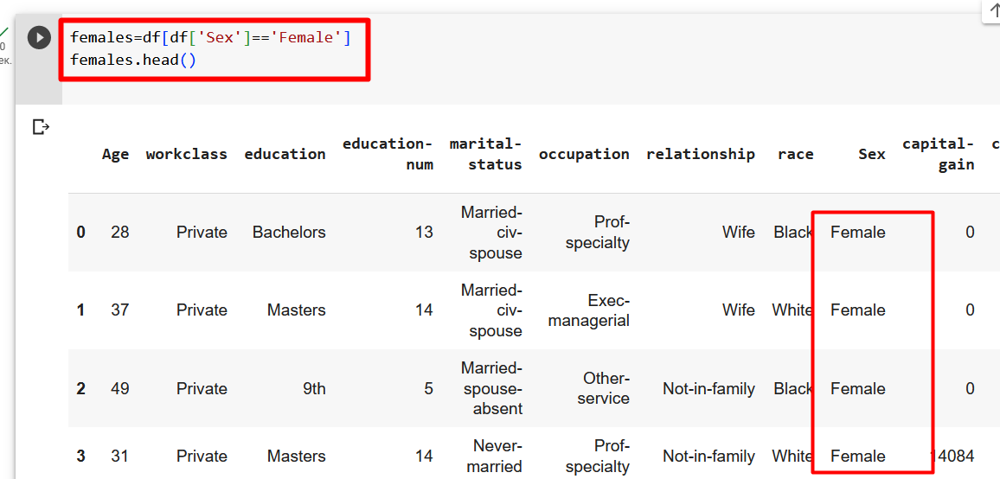 females=df[df['Sex']=='Female']
females.head()
0
ек.
Age workclass education education-num marital-status occupation relationship race Sex capital-gain c
0 28 Private Bachelors 13 Married-civ-spouse Prof-specialty Wife Black Female 0
1 37 Private Masters 14 Married-civ-spouse Exec-managerial Wife White Female 0
2 49 Private 9th 5 Married-spouse-absent Other-service Not-in-family Black Female 0
3 31 Private Masters 14 Never-married Prof-specialty Not-in-family White Female 14084